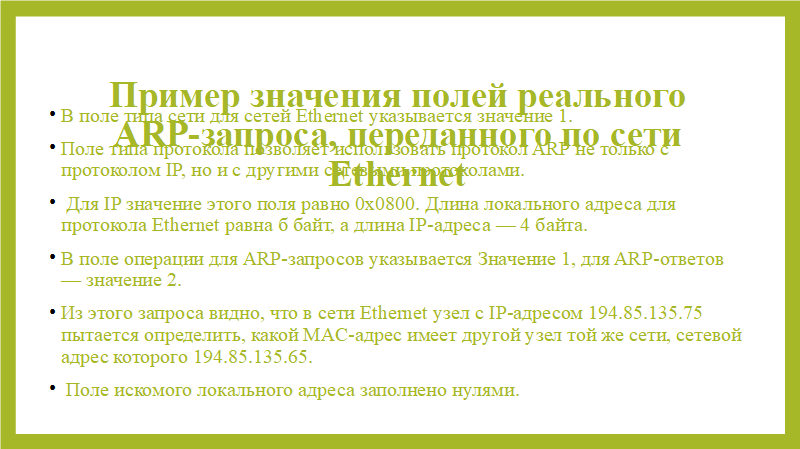 Пример значения полей реального
ARP-запроса, переданного по сети
Ethernet
• В поле типа сети для сетей Ethernet указывается значение 1.
• Поле типа протокола позволяет использовать протокол ARP не только с
протоколом IP, но и с другими сетевыми протоколами.
• Для IP значение этого поля равно 0x0800. Длина локального адреса для
протокола Ethernet равна б байт, а длина IP-адреса — 4 байта.
• В поле операции для ARP-запросов указывается Значение 1, для ARP-ответов
— значение 2.
• Из этого запроса видно, что в сети Ethernet узел с IP-адресом 194.85.135.75
пытается определить, какой MAC-адрес имеет другой узел той же сети, сетевой
адрес которого 194.85.135.65.
• Поле искомого локального адреса заполнено нулями.